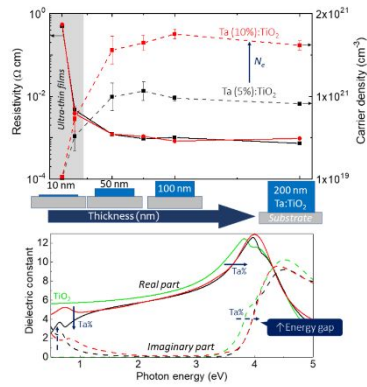 Resistivity (Ω cm)
10⁰
10⁻²
10⁻⁴
Ultra-thin films
Ta (10%):TiO₂
Nₑ
Ta (5%):TiO₂
2x10²¹
1x10²¹
1x10¹⁹
Carrier density (cm⁻³)
10 nm
50 nm
100 nm
200 nm
Ta:TiO₂
Substrate
Thickness (nm)
Dielectric constant
12
10
8
6
4
2
0
TiO₂
Ta%
Real part
Ta%
Ta%
↑Energy gap
Imaginary part
1
2
3
4
5
Photon energy (eV)